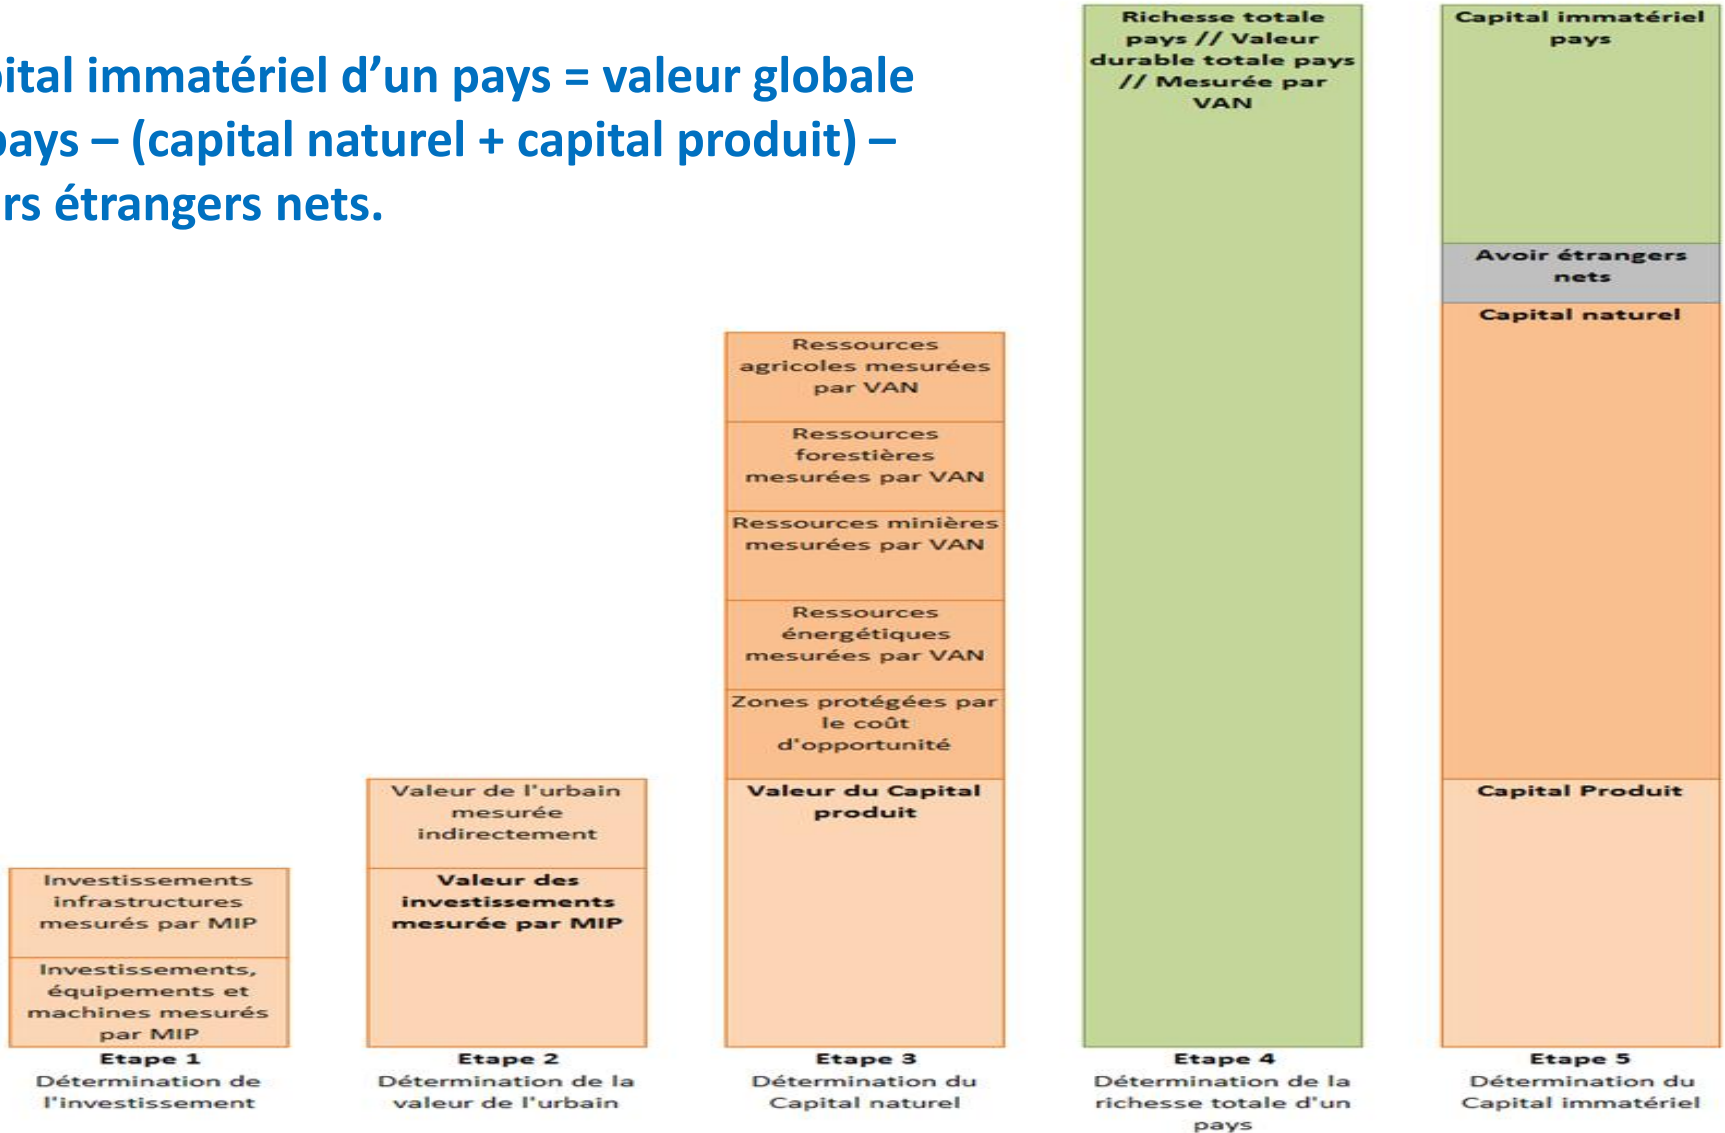 pital immatériel d’un pays = valeur globale
pays – (capital naturel + capital produit) –
rs étrangers nets.
Richesse totale
pays // Valeur
durable totale pays
// Mesurée par
VAN
Capital immatériel
pays
Avoir étrangers
nets
Capital naturel
Ressources
agricoles mesurées
par VAN
Ressources
forestières
mesurées par VAN
Ressources minières
mesurées par VAN
Ressources
énergétiques
mesurées par VAN
Zones protégées par
le coût
d'opportunité
Valeur de l'urbain
mesurée
indirectement
Valeur du Capital
produit
Capital Produit
Investissements
infrastructures
mesurés par MIP
Valeur des
investissements
mesurée par MIP
Investissements,
équipements et
machines mesurés
par MIP
Etape 1
Détermination de
l'investissement
Etape 2
Détermination de la
valeur de l'urbain
Etape 3
Détermination du
Capital naturel
Etape 4
Détermination de la
richesse totale d'un
pays
Etape 5
Détermination du
Capital immatériel